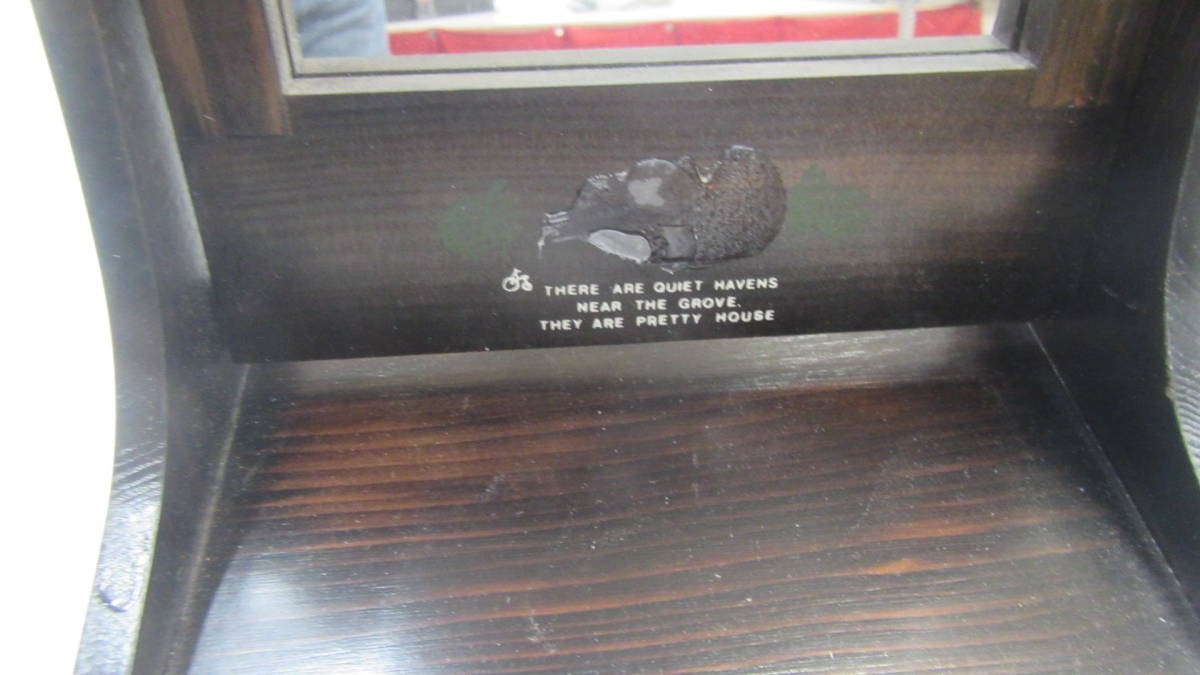 THERE ARE QUIET HAVENS
NEAR THE GROVE.
THEY ARE PRETTY HOUSE